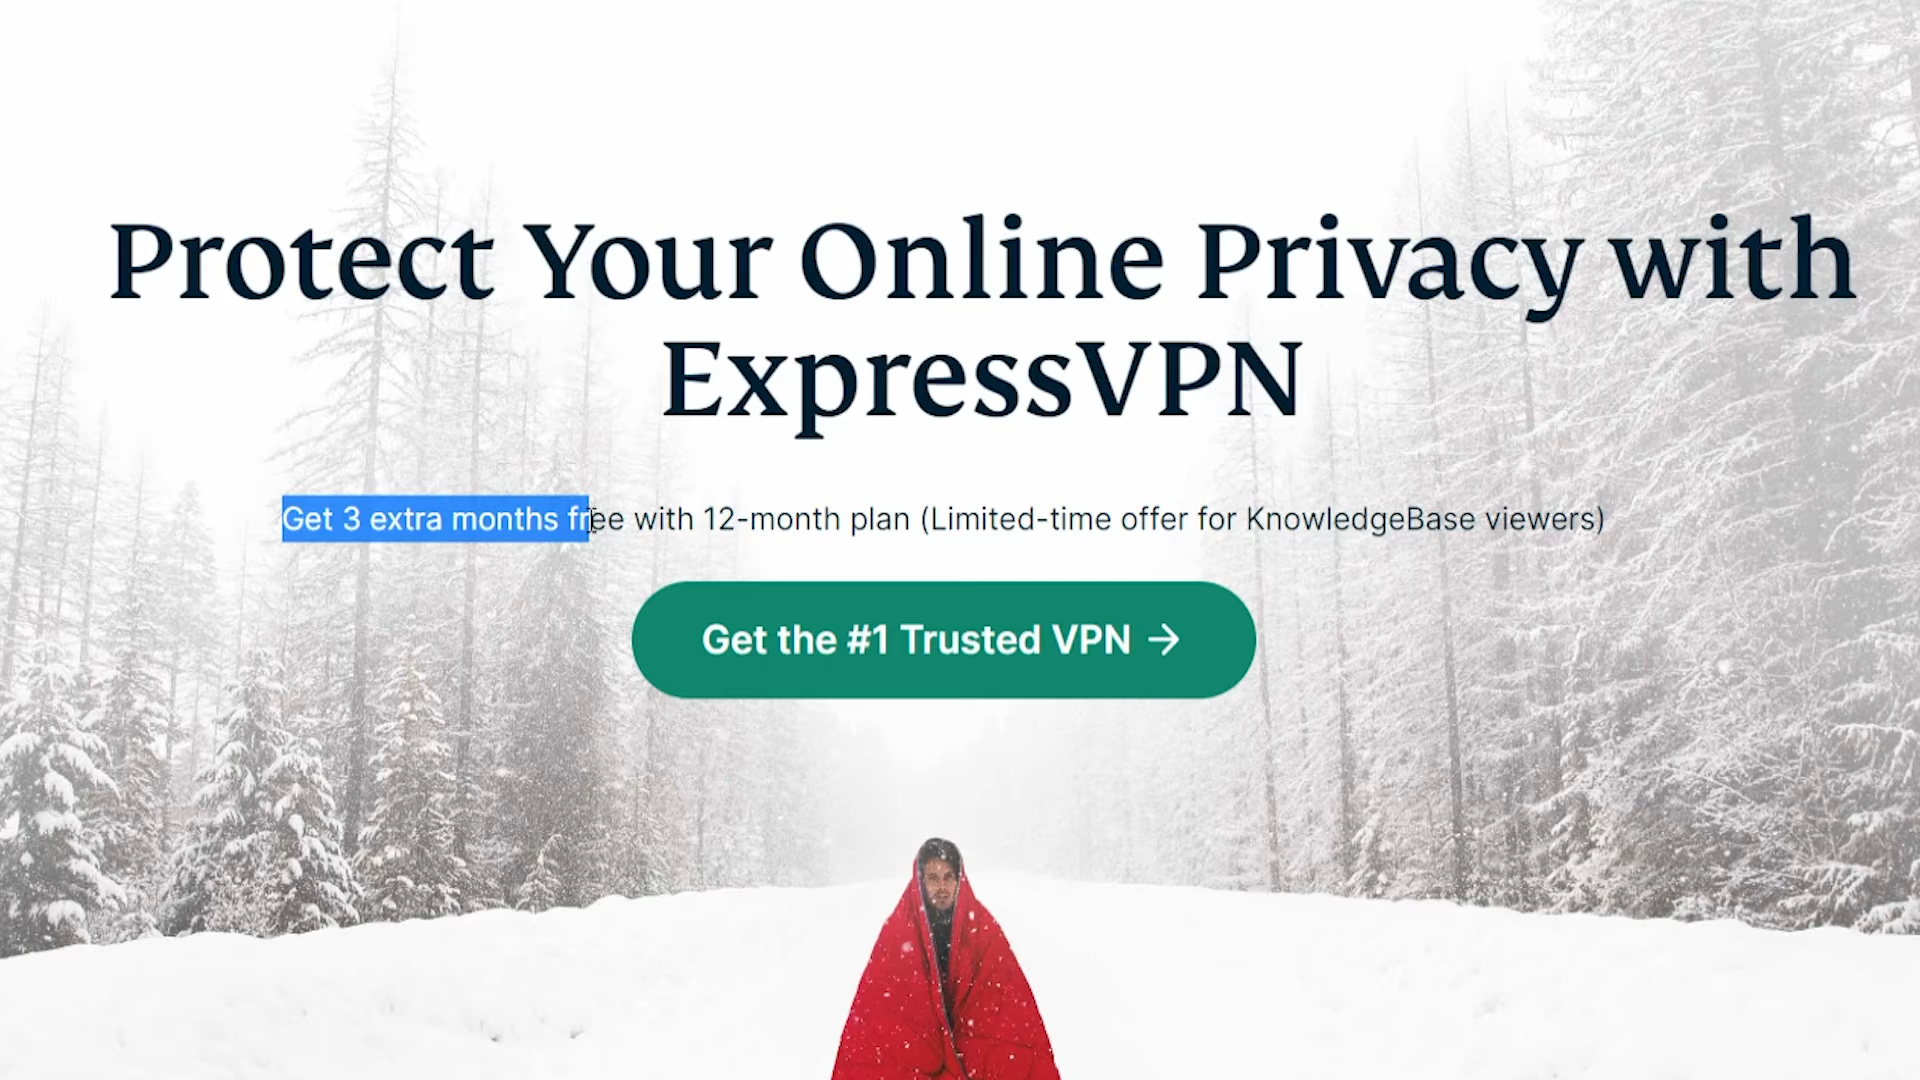 Protect Your Online Privacy with
ExpressVPN
Get 3 extra months free with 12-month plan (Limited-time offer for KnowledgeBase viewers)
Get the #1 Trusted VPN →